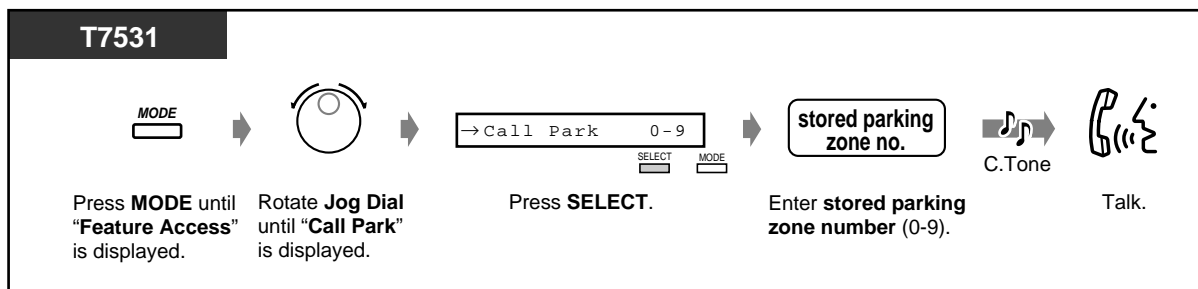 T7531
MODE
→Call Park 0-9
SELECT MODE
stored parking
zone no.
C.Tone
Press MODE until
“Feature Access”
is displayed.
Rotate Jog Dial
until “Call Park”
is displayed.
Press SELECT.
Enter stored parking
zone number (0-9).
Talk.